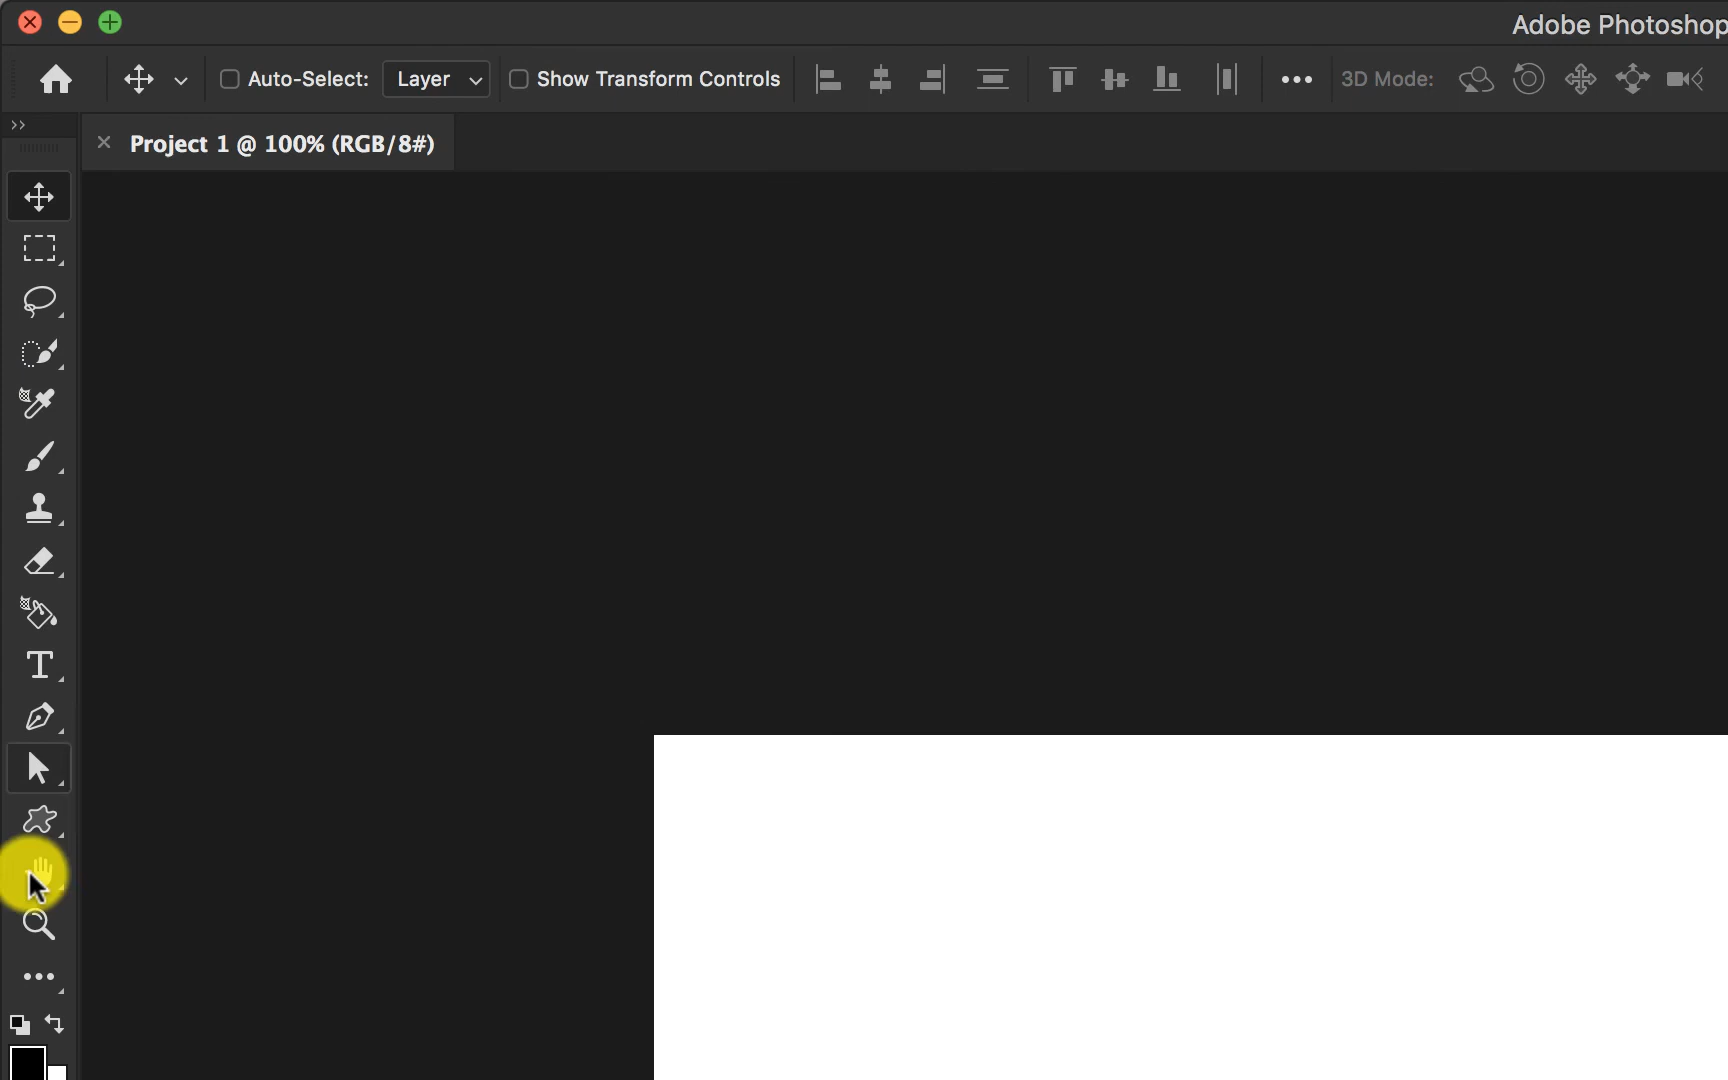 Adobe Photoshop
Auto-Select: Layer Show Transform Controls 3D Mode:
Project 1 @ 100% (RGB/8#)